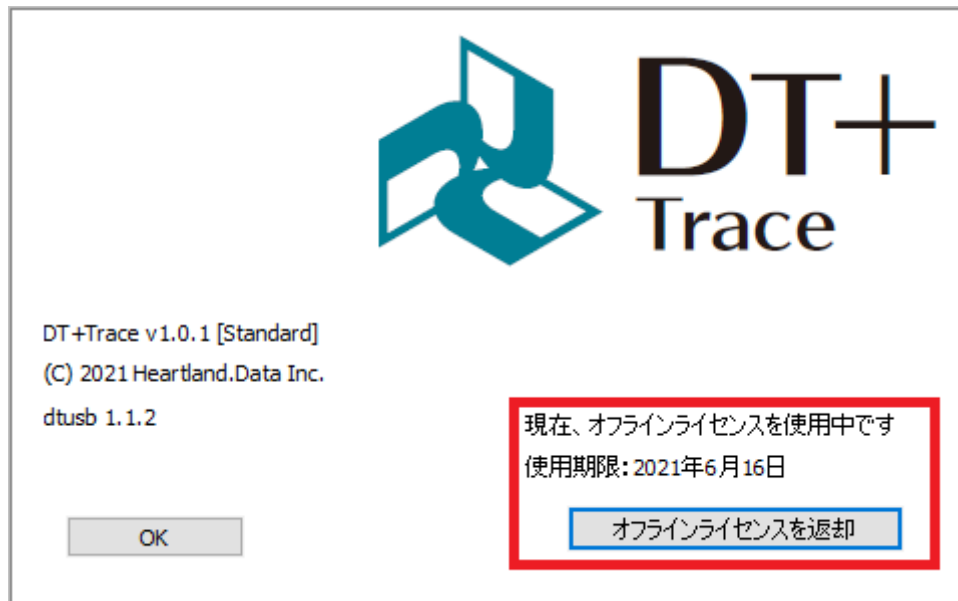 DT+
Trace
DT+Trace v1.0.1 [Standard]
(C) 2021 Heartland.Data Inc.
dtusb 1.1.2
現在、オフラインライセンスを使用中です
使用期限:2021年6月16日
OK
オフラインライセンスを返却